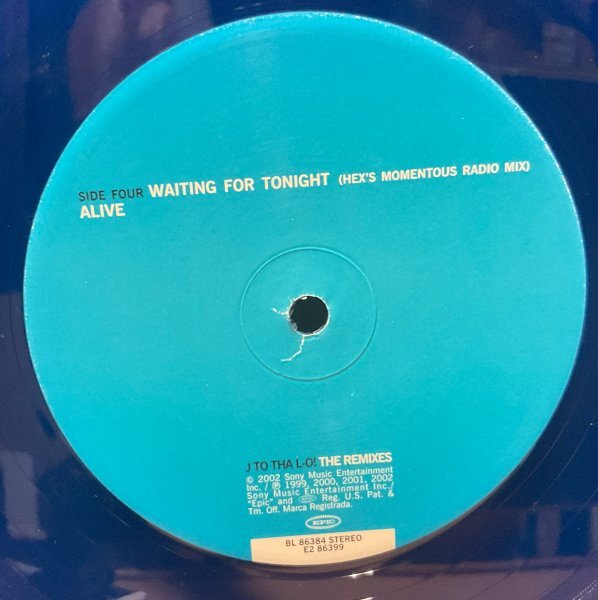 SIDE FOUR WAITING FOR TONIGHT (HEX'S MOMENTOUS RADIO MIX)
ALIVE
J TO THA L-O! THE REMIXES
© 2002 Sony Music Entertainment
Inc. / ℗ 1999, 2000, 2001, 2002
Sony Music Entertainment Inc./
"Epic" and Epic Reg. U.S. Pat. &
Tm. Off. Marca Registrada.
EPIC
BL 86384 STEREO
E2 86399